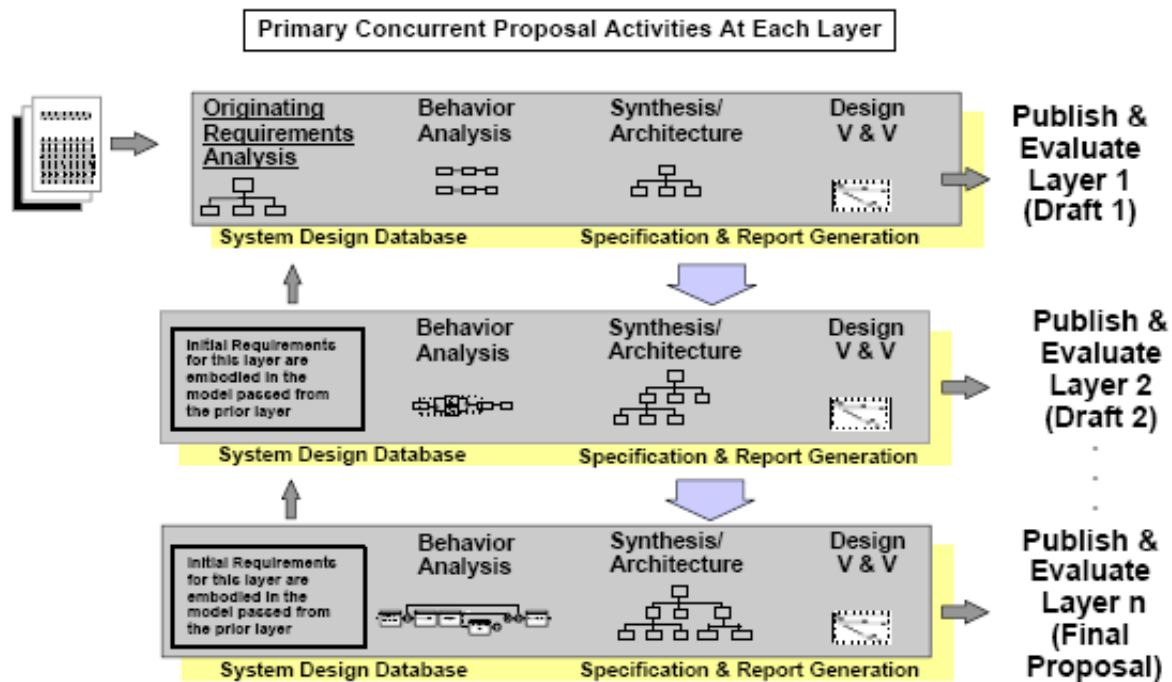 Primary Concurrent Proposal Activities At Each Layer
Originating
Requirements
Analysis
Behavior
Analysis
Synthesis/
Architecture
Design
V & V
System Design Database
Specification & Report Generation
Publish &
Evaluate
Layer 1
(Draft 1)
Initial Requirements
for this layer are
embodied in the
model passed from
the prior layer
Behavior
Analysis
Synthesis/
Architecture
Design
V & V
System Design Database
Specification & Report Generation
Publish &
Evaluate
Layer 2
(Draft 2)
Initial Requirements
for this layer are
embodied in the
model passed from
the prior layer
Behavior
Analysis
Synthesis/
Architecture
Design
V & V
System Design Database
Specification & Report Generation
Publish &
Evaluate
Layer n
(Final
Proposal)